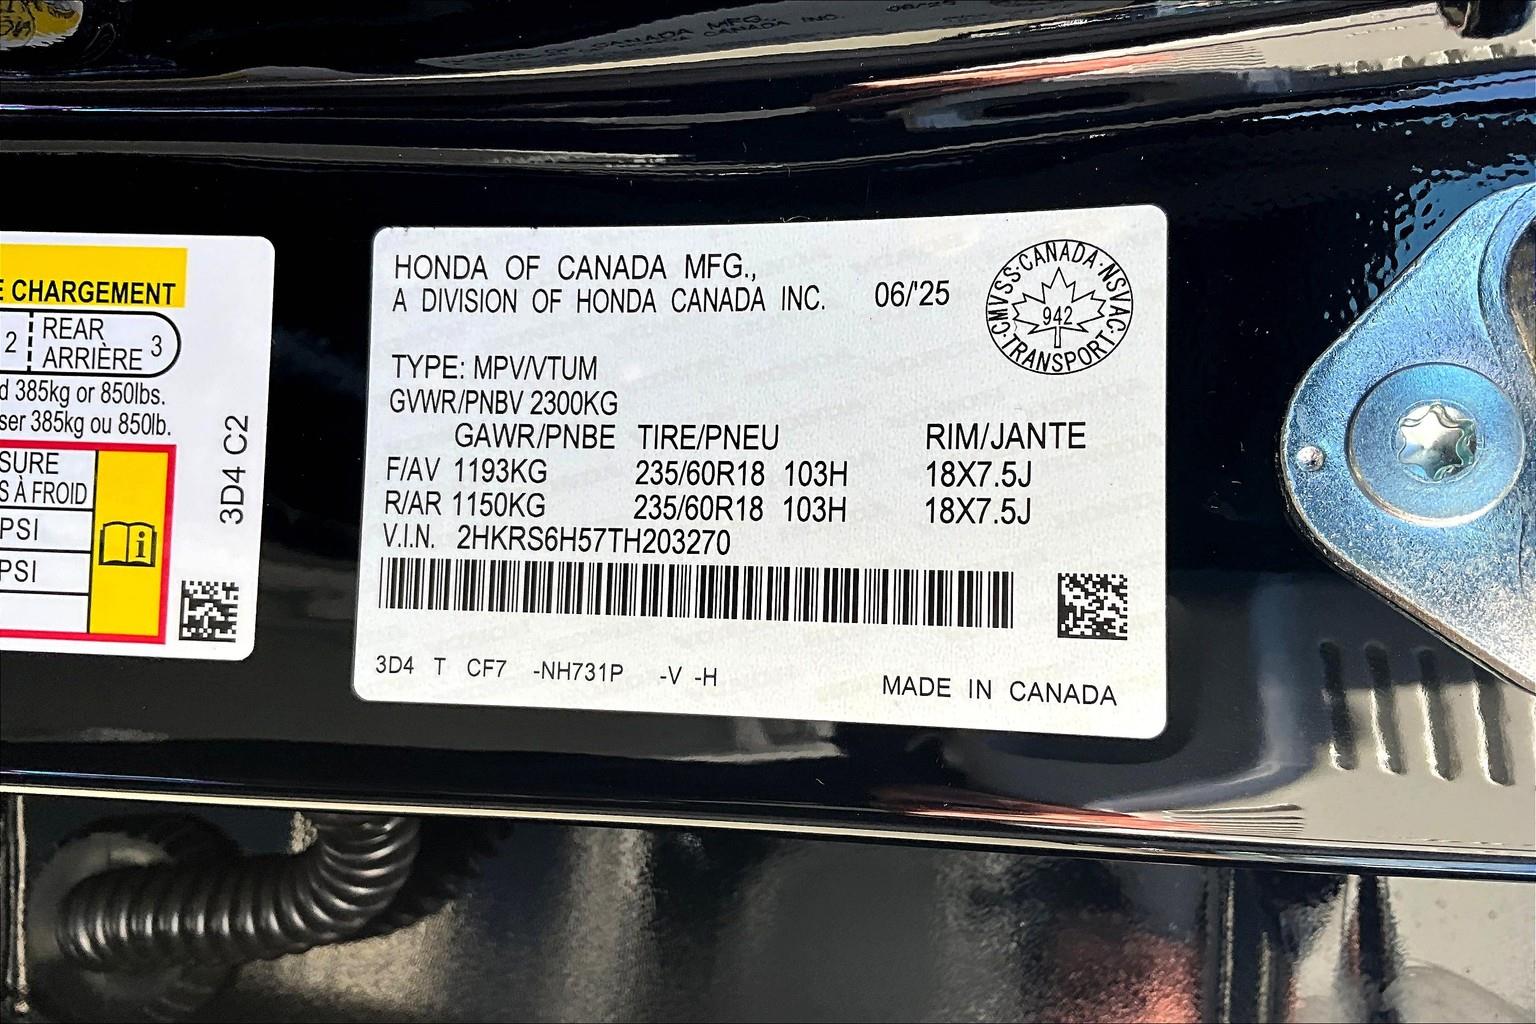 E CHARGEMENT
2 REAR ARRIÈRE 3
d 385kg or 850lbs.
ser 385kg ou 850lb.
SURE
S À FROID
PSI
PSI
3D4 C2
HONDA OF CANADA MFG.,
A DIVISION OF HONDA CANADA INC. 06/'25
CMVSS·CANADA·NSVAC·TRANSPORT·
942
TYPE: MPV/VTUM
GVWR/PNBV 2300KG
GAWR/PNBE TIRE/PNEU RIM/JANTE
F/AV 1193KG 235/60R18 103H 18X7.5J
R/AR 1150KG 235/60R18 103H 18X7.5J
V.I.N. 2HKRS6H57TH203270
3D4 T CF7 -NH731P -V -H
MADE IN CANADA